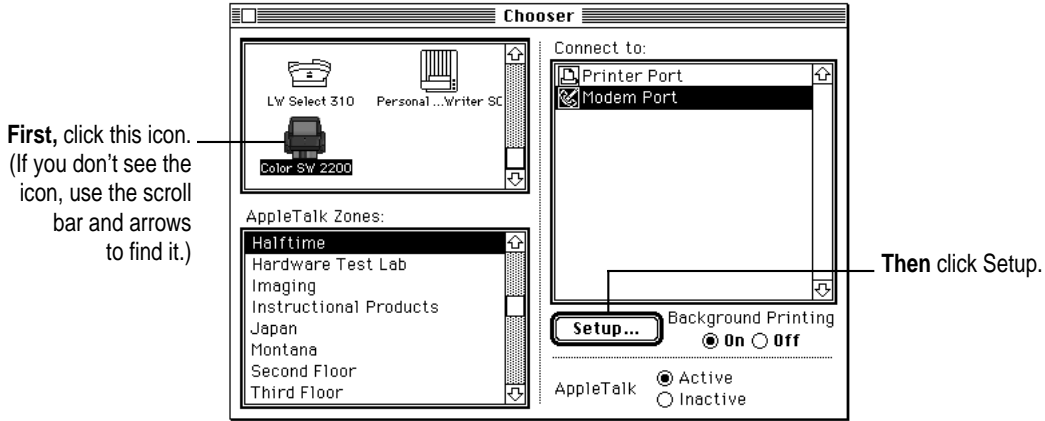 Chooser
LW Select 310
Personal ...Writer SC
Color SW 2200
First, click this icon.
(If you don't see the
icon, use the scroll
bar and arrows
to find it.)
AppleTalk Zones:
Halftime
Hardware Test Lab
Imaging
Instructional Products
Japan
Montana
Second Floor
Third Floor
Connect to:
Printer Port
Modem Port
Then click Setup.
Setup...
Background Printing
On Off
AppleTalk
Active
Inactive